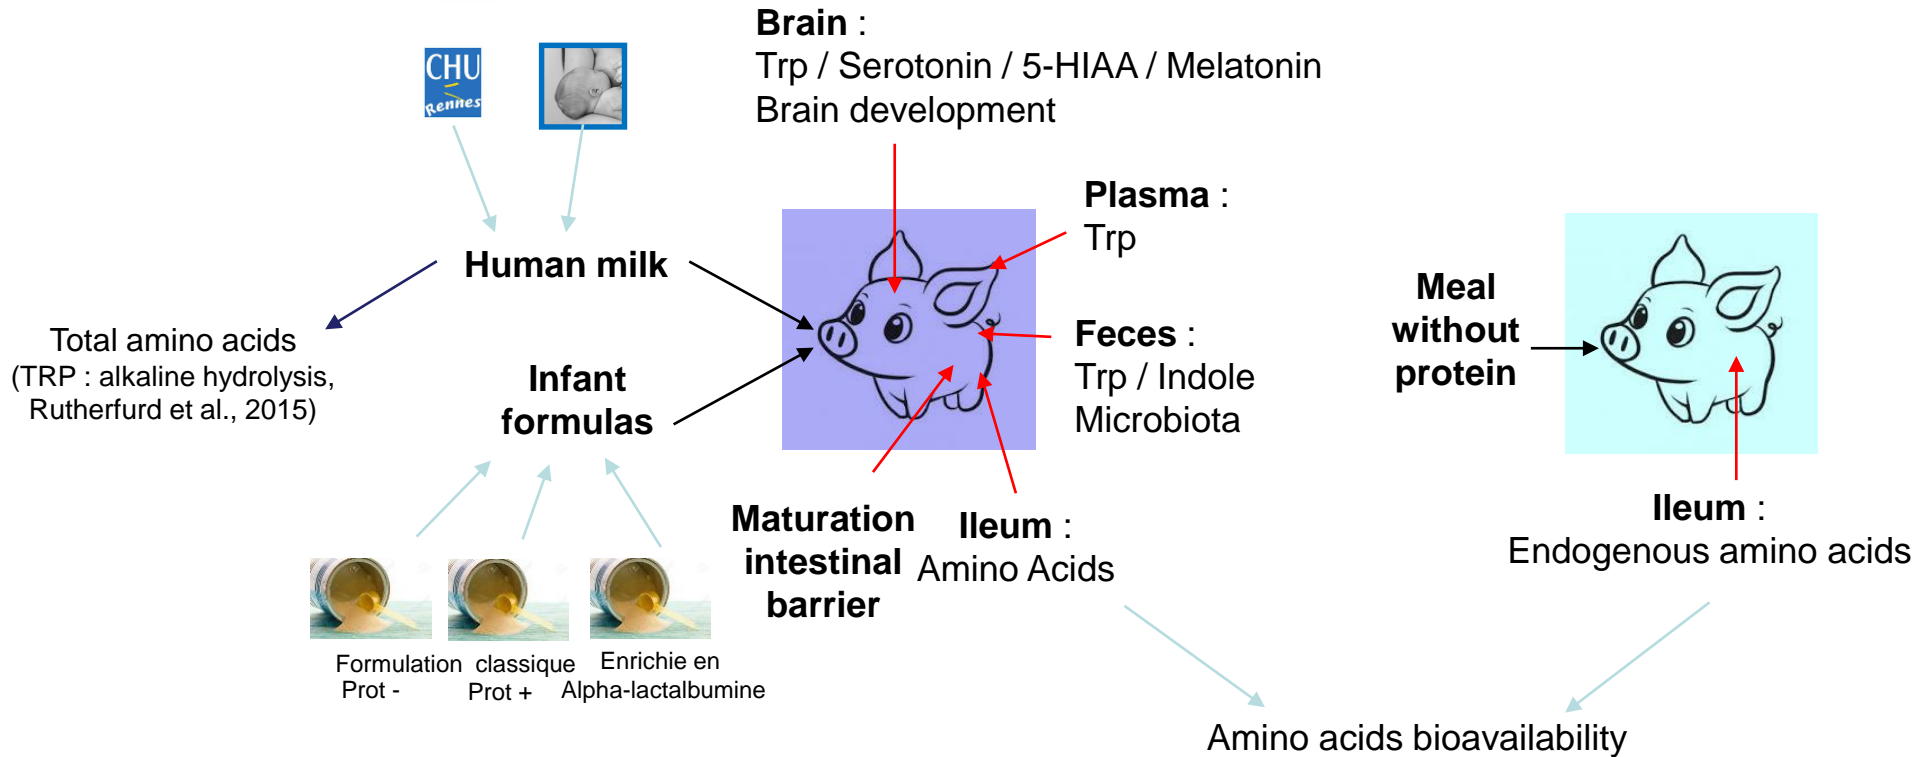 CHU
Rennes
Brain :
Trp / Serotonin / 5-HIAA / Melatonin
Brain development
Plasma :
Trp
Human milk
Total amino acids
(TRP : alkaline hydrolysis,
Rutherfurd et al., 2015)
Infant
formulas
Feces :
Trp / Indole
Microbiota
Meal
without
protein
Maturation
intestinal
barrier
Ileum :
Amino Acids
Ileum :
Endogenous amino acids
Formulation classique
Prot -
Prot +
Enrichie en
Alpha-lactalbumine
Amino acids bioavailability